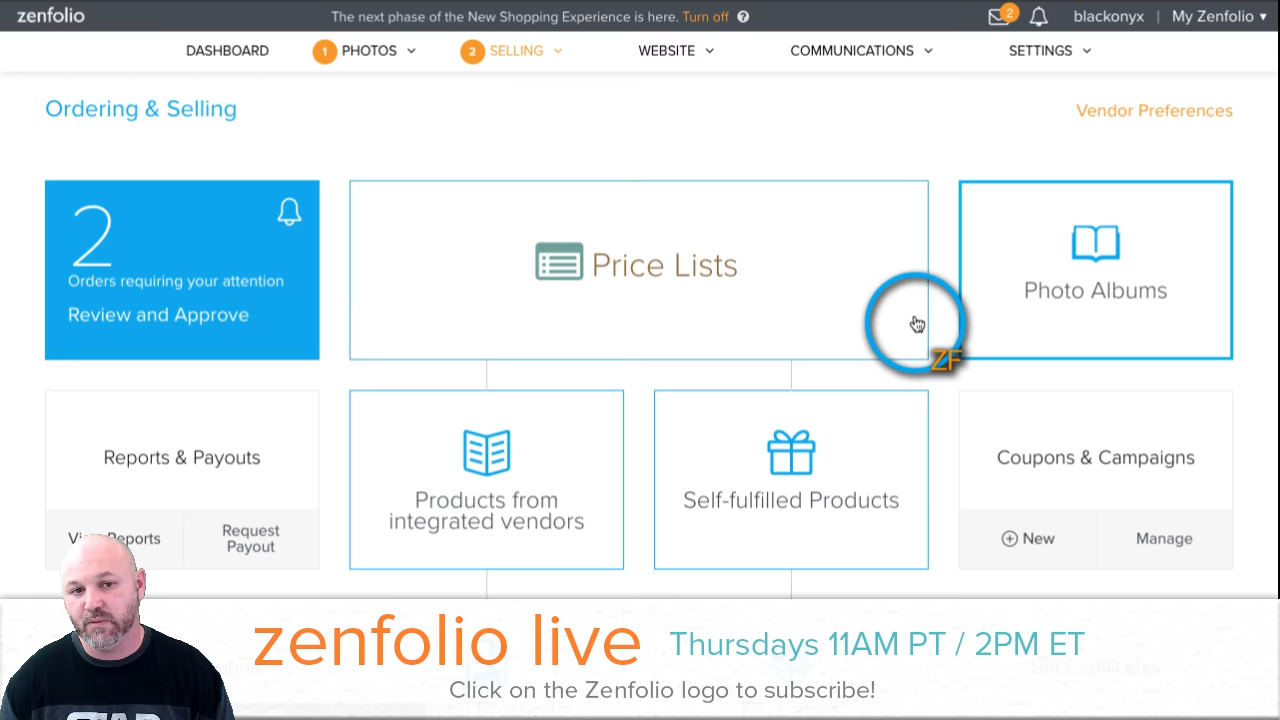 zenfolio
The next phase of the New Shopping Experience is here. Turn off ?
2
blackonyx | My Zenfolio
DASHBOARD
1 PHOTOS
2 SELLING
WEBSITE
COMMUNICATIONS
SETTINGS
Ordering & Selling
Vendor Preferences
2
Orders requiring your attention
Review and Approve
Price Lists
Photo Albums
ZF
Reports & Payouts
Reports
Request
Payout
Products from
integrated vendors
Self-fulfilled Products
Coupons & Campaigns
New
Manage
zenfolio live
Thursdays 11AM PT / 2PM ET
Click on the Zenfolio logo to subscribe!